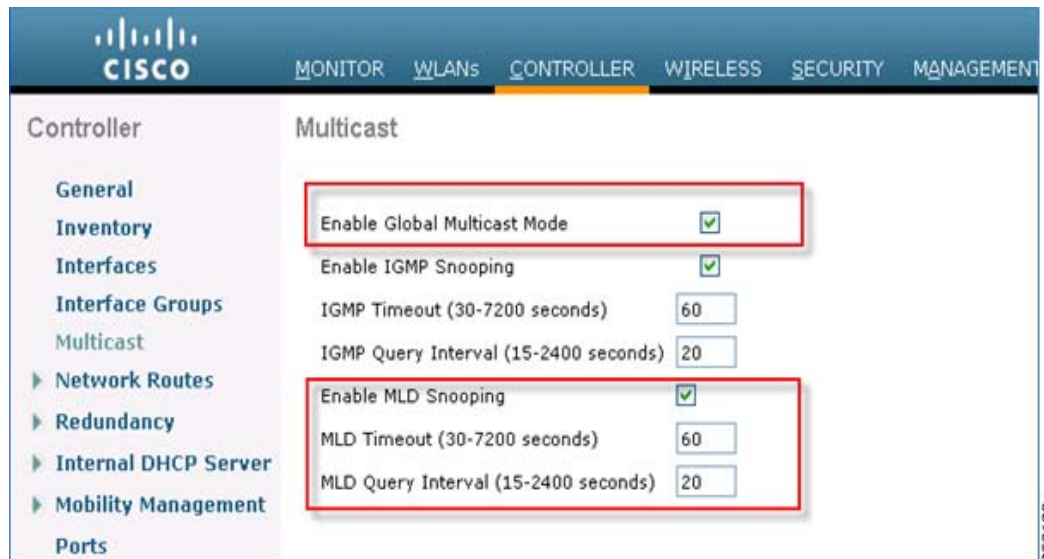 CISCO
MONITOR WLANs CONTROLLER WIRELESS SECURITY MANAGEMENT
Controller
General
Inventory
Interfaces
Interface Groups
Multicast
Network Routes
Redundancy
Internal DHCP Server
Mobility Management
Ports
Multicast
Enable Global Multicast Mode
Enable IGMP Snooping
IGMP Timeout (30-7200 seconds) 60
IGMP Query Interval (15-2400 seconds) 20
Enable MLD Snooping
MLD Timeout (30-7200 seconds) 60
MLD Query Interval (15-2400 seconds) 20